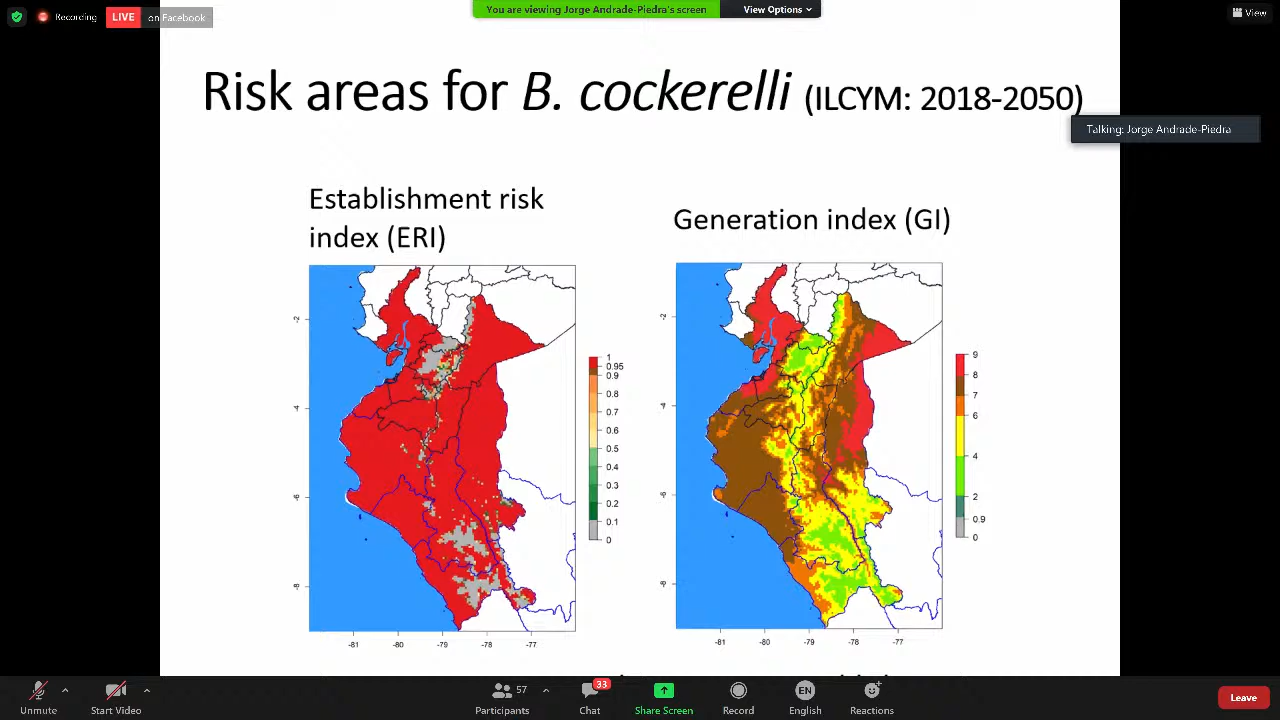 Recording
LIVE
on Facebook
You are viewing Jorge Andrade-Piedra's screen
View Options
View
Risk areas for B. cockerelli (ILCYM: 2018-2050)
Talking: Jorge Andrade-Piedra
Establishment risk
index (ERI)
Generation index (GI)
-2
-4
-6
-8
-81
-80
-79
-78
-77
1
0.95
0.9
0.8
0.7
0.6
0.5
0.4
0.3
0.2
0.1
0
-2
-4
-6
-8
-81
-80
-79
-78
-77
9
8
7
6
4
2
0.9
0
Unmute
Start Video
57
Participants
33
Chat
Share Screen
Record
EN
English
Reactions
Leave